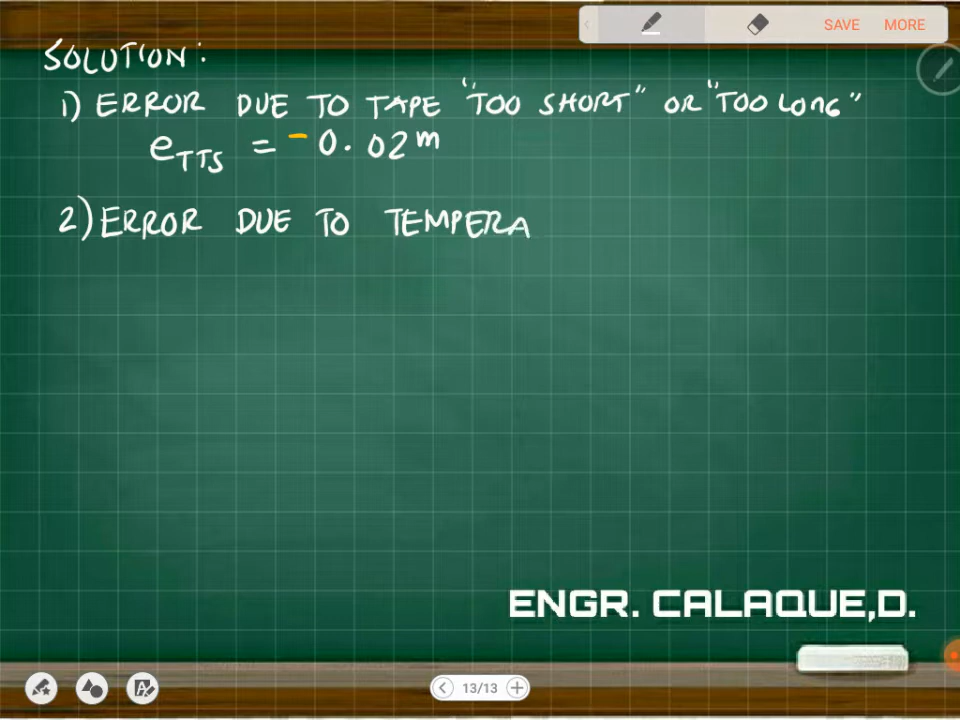 SAVE MORE
SOLUTION:
1) ERROR DUE TO TAPE "TOO SHORT" OR "TOO LONG"
eTTS = -0.02m
2) ERROR DUE TO TEMPERA
ENGR. CALAQUE,D.
13/13